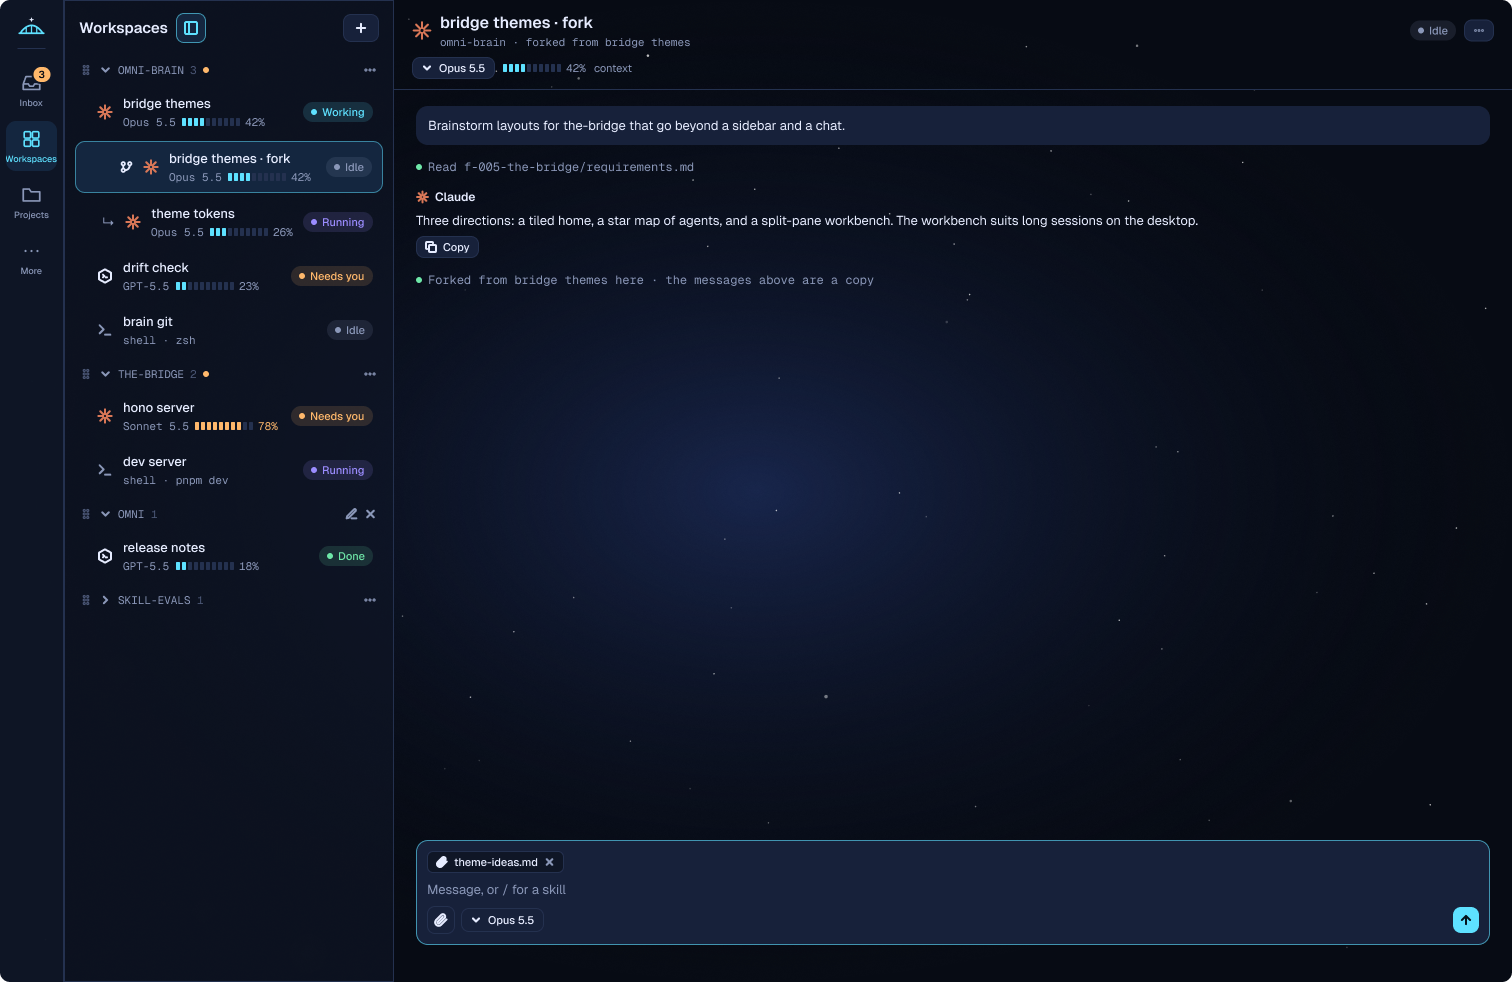 3
Inbox
Workspaces
Projects
More
Workspaces
OMNI-BRAIN 3
bridge themes
Opus 5.5 42%
Working
bridge themes · fork
Opus 5.5 42%
Idle
theme tokens
Opus 5.5 26%
Running
drift check
GPT-5.5 23%
Needs you
brain git
shell · zsh
Idle
THE-BRIDGE 2
hono server
Sonnet 5.5 78%
Needs you
dev server
shell · pnpm dev
Running
OMNI 1
release notes
GPT-5.5 18%
Done
SKILL-EVALS 1
bridge themes · fork
omni-brain · forked from bridge themes
Idle
Opus 5.5 42% context
Brainstorm layouts for the-bridge that go beyond a sidebar and a chat.
Read f-005-the-bridge/requirements.md
Claude
Three directions: a tiled home, a star map of agents, and a split-pane workbench. The workbench suits long sessions on the desktop.
Copy
Forked from bridge themes here · the messages above are a copy
theme-ideas.md
Message, or / for a skill
Opus 5.5